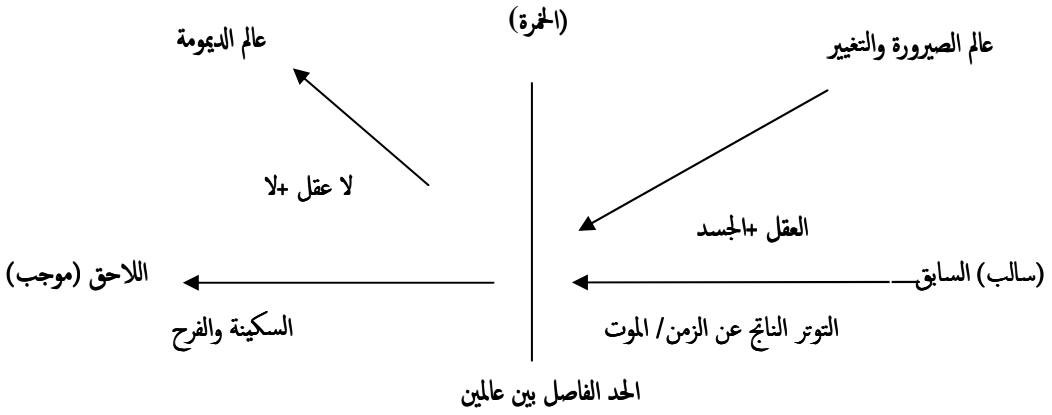 (الخمرة)
عالم الصيرورة والتغيير
عالم الديمومة
لا عقل +لا
العقل +الجسد
(سالب) السابق
اللاحق (موجب)
التوتر الناتج عن الزمن/ الموت
السكينة والفرح
الحد الفاصل بين عالمين